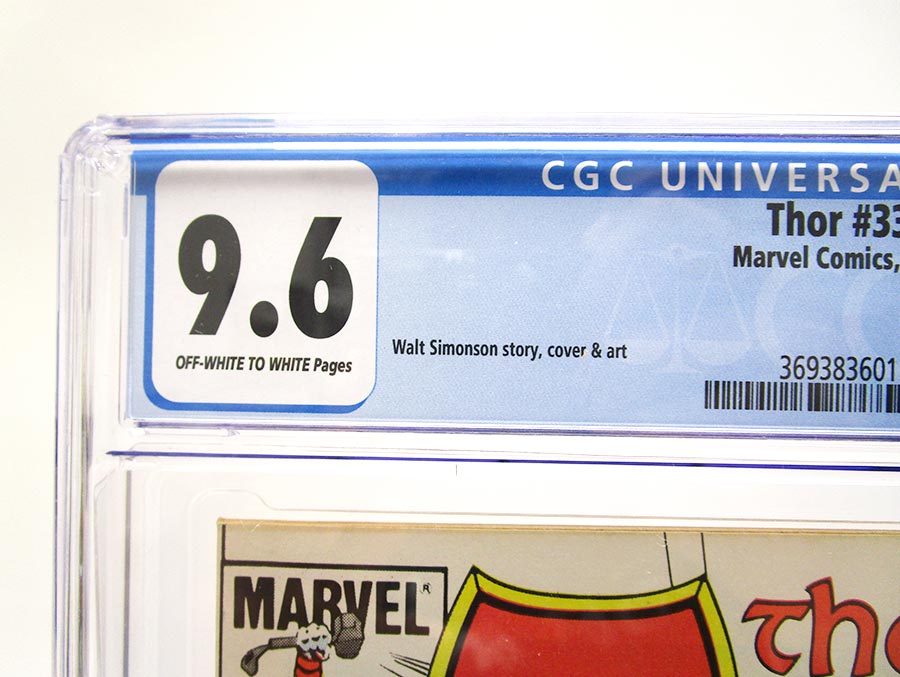 CGC UNIVERSA
9.6
OFF-WHITE TO WHITE Pages
Thor #33
Marvel Comics,
Walt Simonson story, cover & art
369383601
MARVEL®
The